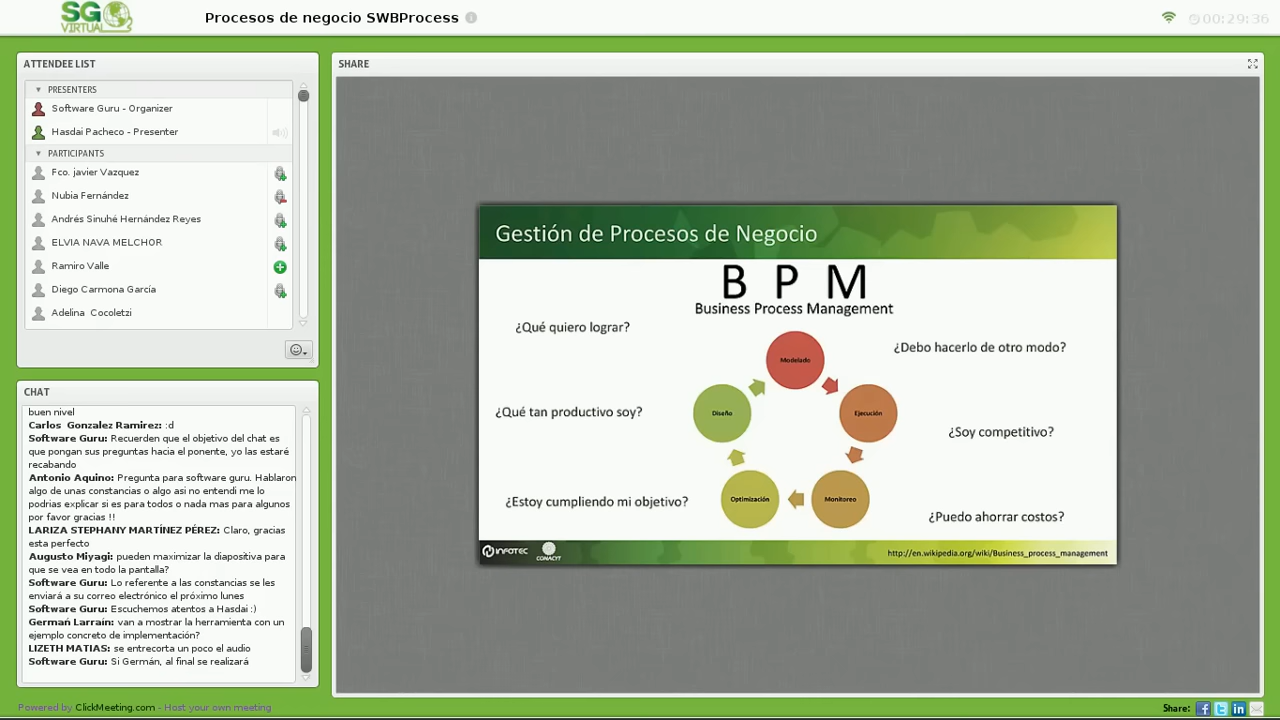 SG
VIRTUAL
Procesos de negocio SWBProcess
00:29:36
ATTENDEE LIST
PRESENTERS
Software Guru - Organizer
Hasdai Pacheco - Presenter
PARTICIPANTS
Fco. javier Vazquez
Nubia Fernández
Andrés Sinuhé Hernández Reyes
ELVIA NAVA MELCHOR
Ramiro Valle
Diego Carmona García
Adelina Cocoletzi
CHAT
buen nivel
Carlos Gonzalez Ramirez: :d
Software Guru: Recuerden que el objetivo del chat es
que pongan sus preguntas hacia el ponente, yo las estaré
recabando
Antonio Aquino: Pregunta para software guru. Hablaron
algo de unas constancias o algo asi no entendi me lo
podrias explicar si es para todos o nada mas para algunos
por favor gracias !!
LARIZA STEPHANY MARTÍNEZ PÉREZ: Claro, gracias
esta perfecto
Augusto Miyagi: pueden maximizar la diapositiva para
que se vea en todo la pantalla?
Software Guru: Lo referente a las constancias se les
enviará a su correo electrónico el próximo lunes
Software Guru: Escuchemos atentos a Hasdai :)
Germań Larraín: van a mostrar la herramienta con un
ejemplo concreto de implementación?
LIZETH MATIAS: se entrecorta un poco el audio
Software Guru: Si Germán, al final se realizará
SHARE
Gestión de Procesos de Negocio
B P M
Business Process Management
¿Qué quiero lograr?
¿Debo hacerlo de otro modo?
Modelado
¿Qué tan productivo soy?
Diseño
Ejecución
¿Soy competitivo?
¿Estoy cumpliendo mi objetivo?
Optimización
Monitoreo
¿Puedo ahorrar costos?
INFOTEC
CONACYT
http://en.wikipedia.org/wiki/Business_process_management
Powered by ClickMeeting.com - Host your own meeting
Share: